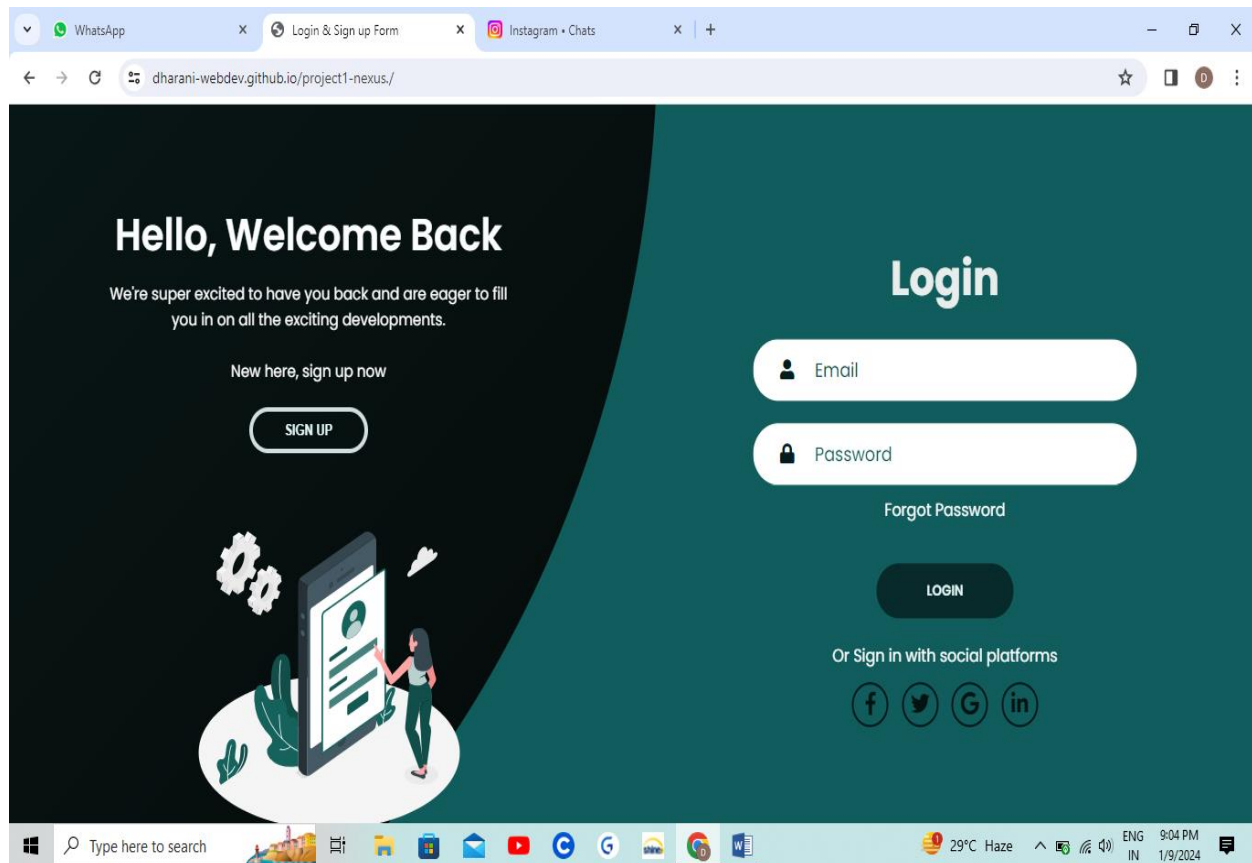 WhatsApp
Login & Sign up Form
Instagram • Chats
dharani-webdev.github.io/project1-nexus./
D
Hello, Welcome Back
We're super excited to have you back and are eager to fill
you in on all the exciting developments.
New here, sign up now
SIGN UP
Login
Email
Password
Forgot Password
LOGIN
Or Sign in with social platforms
Type here to search
shine
29°C Haze
ENG
IN
9:04 PM
1/9/2024